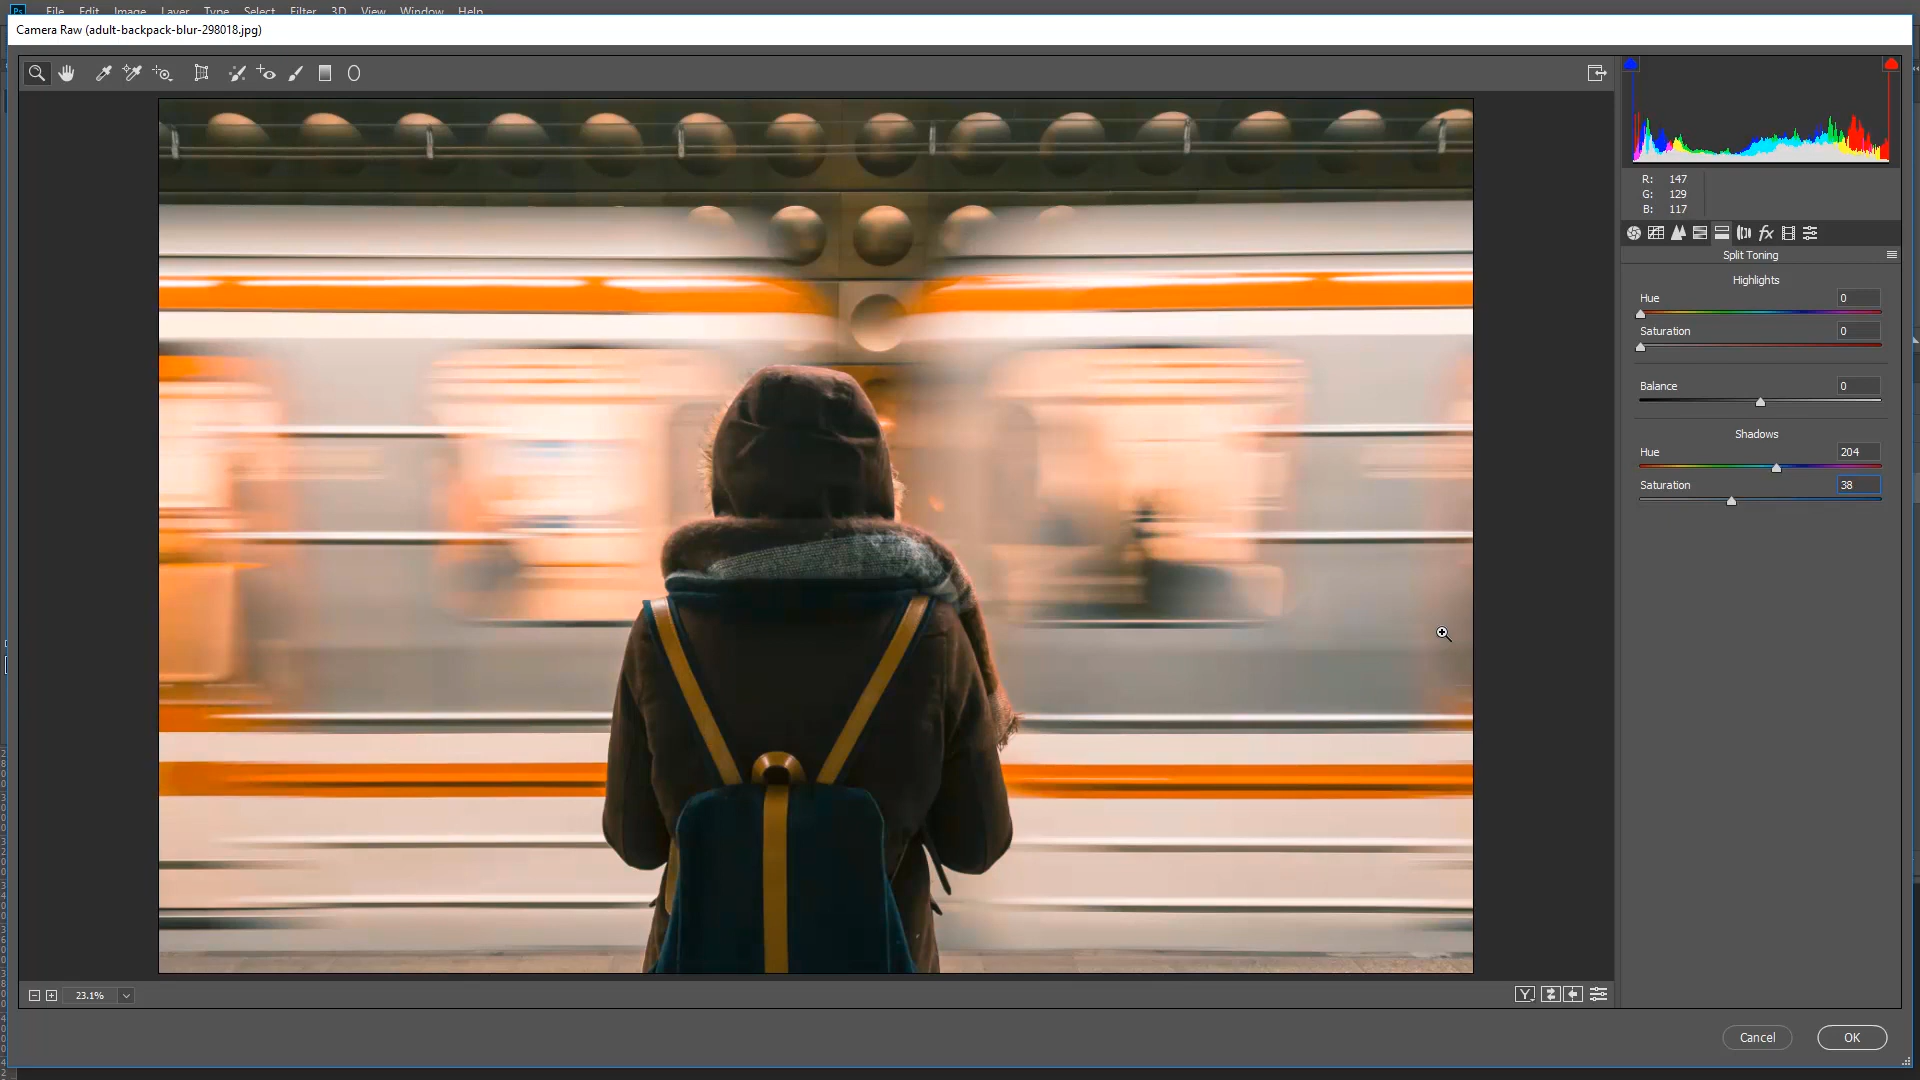 Ps File Edit Image Layer Type Select Filter 3D View Window Help
Camera Raw (adult-backpack-blur-298018.jpg)
R: 147
G: 129
B: 117
fx
Split Toning
Highlights
Hue 0
Saturation 0
Balance 0
Shadows
Hue 204
Saturation 38
23.1%
Y
Cancel OK